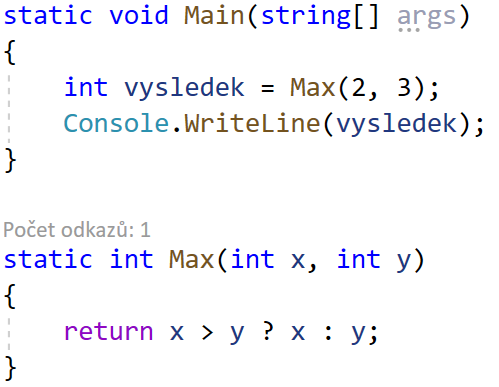 static void Main(string[] args)
{
    int vysledek = Max(2, 3);
    Console.WriteLine(vysledek);
}
Počet odkazů: 1
static int Max(int x, int y)
{
    return x > y ? x : y;
}